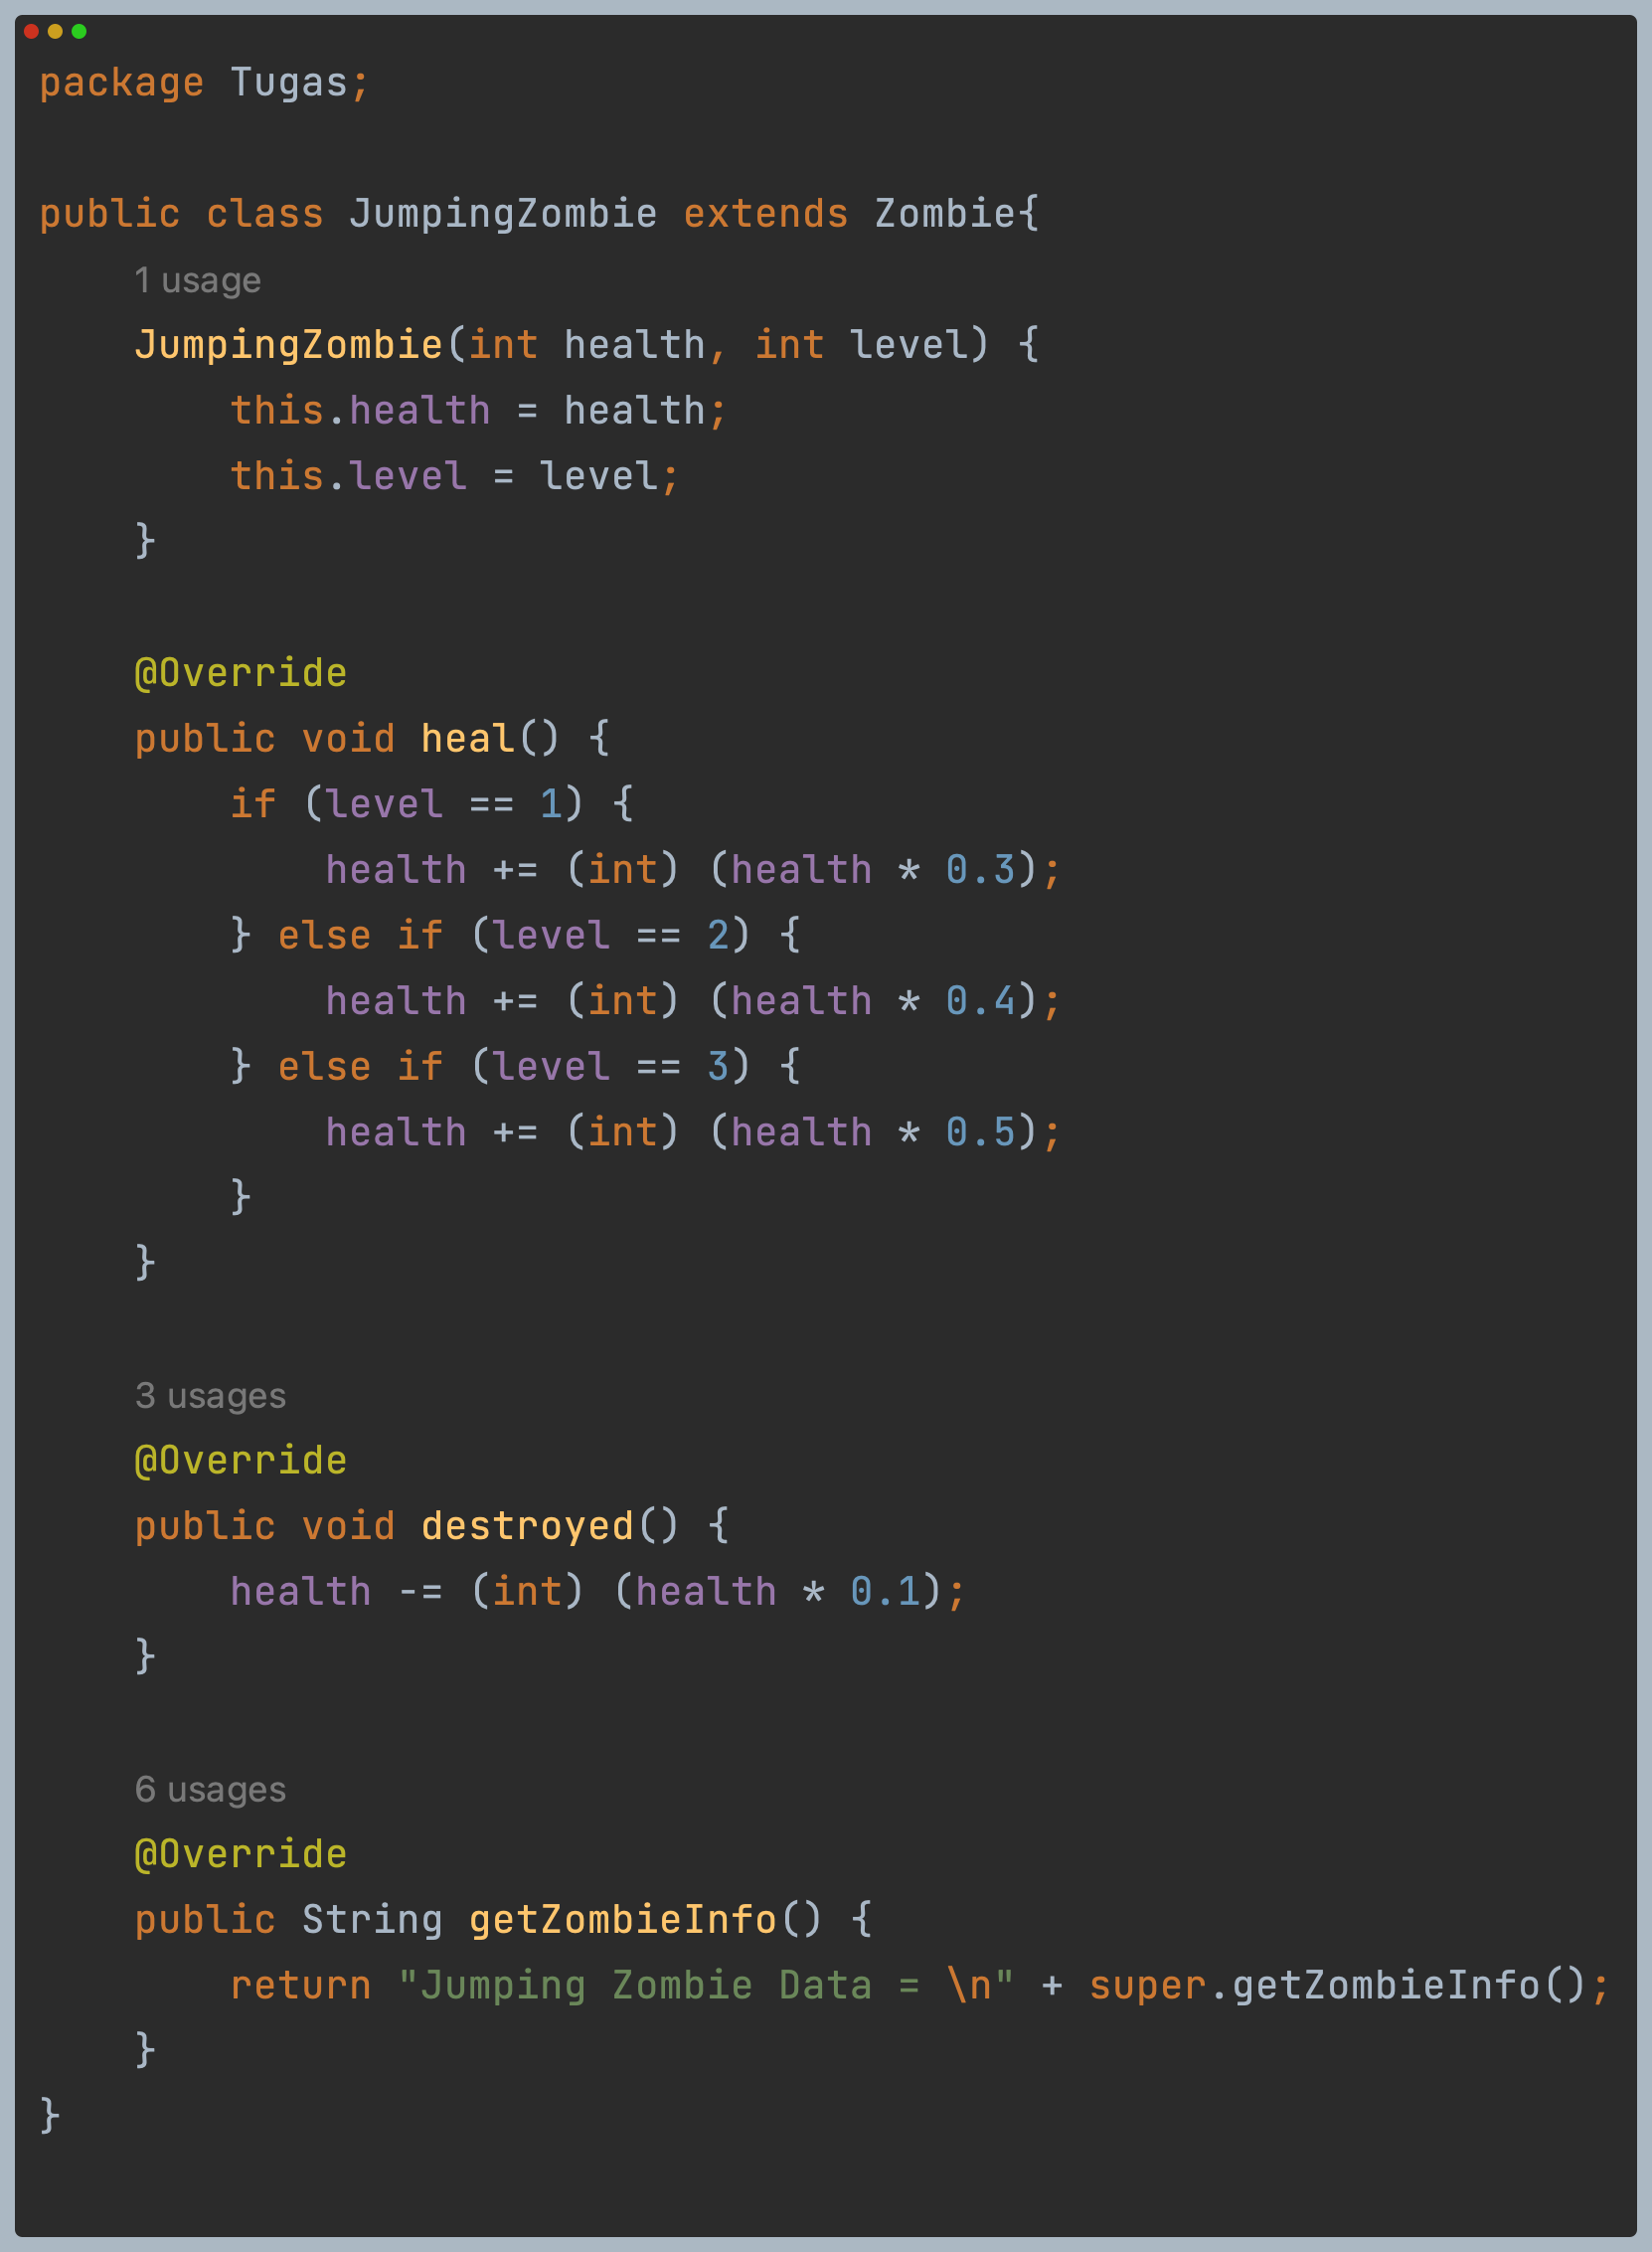 package Tugas;
public class JumpingZombie extends Zombie{
1 usage
JumpingZombie(int health, int level) {
this.health = health;
this.level = level;
}
@Override
public void heal() {
if (level == 1) {
health += (int) (health * 0.3);
} else if (level == 2) {
health += (int) (health * 0.4);
} else if (level == 3) {
health += (int) (health * 0.5);
}
}
3 usages
@Override
public void destroyed() {
health -= (int) (health * 0.1);
}
6 usages
@Override
public String getZombieInfo() {
return "Jumping Zombie Data = \n" + super.getZombieInfo();
}
}